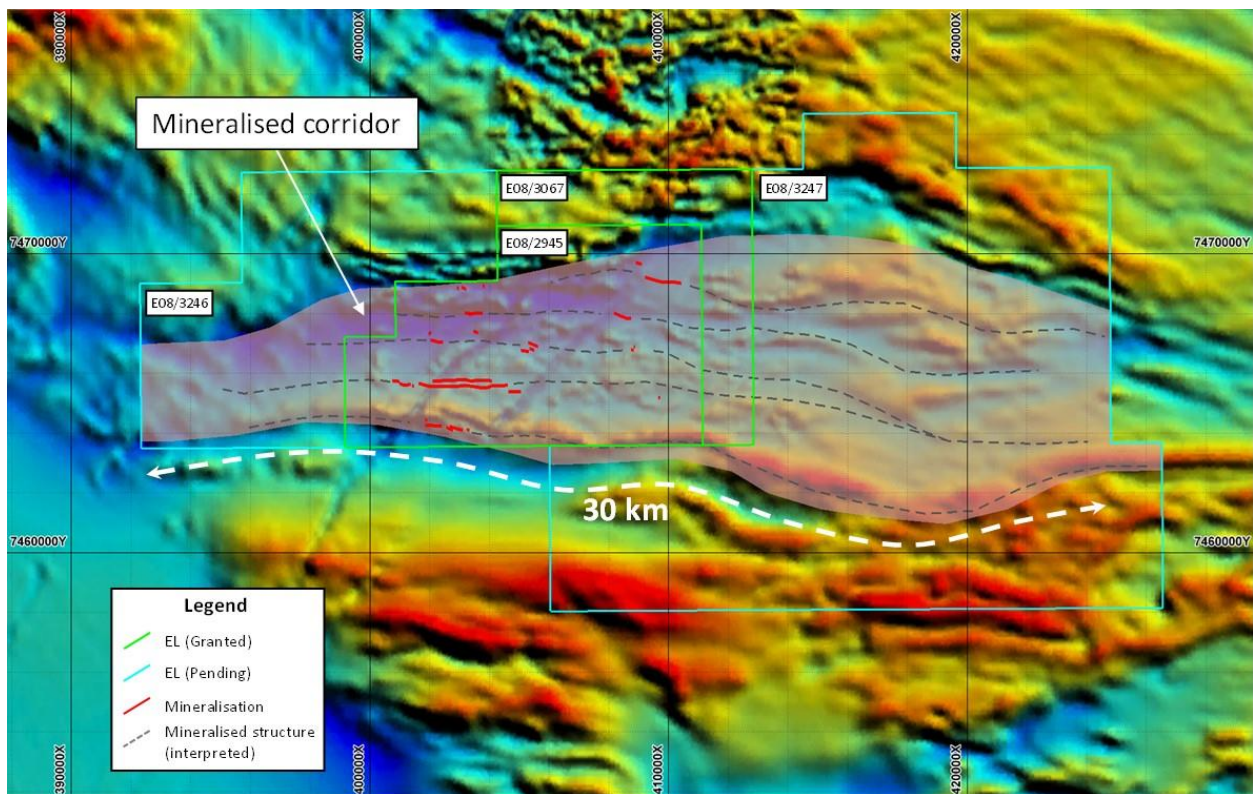 390000X
400000X
410000X
420000X
Mineralised corridor
E08/3067
E08/3247
E08/2945
7470000Y
7470000Y
E08/3246
30 km
7460000Y
7460000Y
Legend
EL (Granted)
EL (Pending)
Mineralisation
Mineralised structure
(interpreted)
390000X
400000X
410000X
420000X